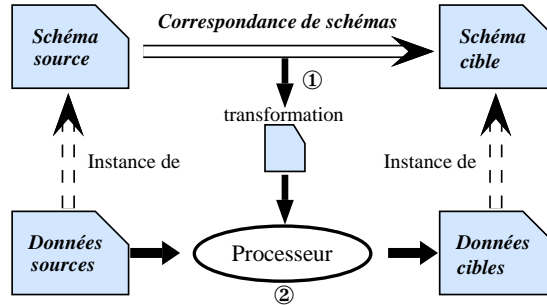 Correspondance de schémas
Schéma
source
Schéma
cible
①
transformation
Instance de
Instance de
Données
sources
Processeur
Données
cibles
②